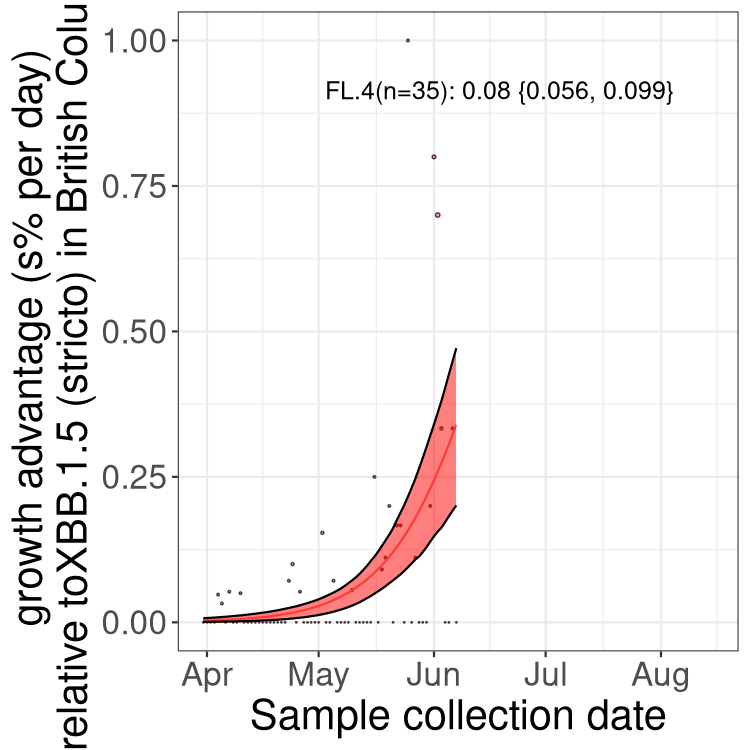 growth advantage (s% per day)
relative toXBB.1.5 (stricto) in British Colu
1.00
0.75
0.50
0.25
0.00
FL.4(n=35): 0.08 {0.056, 0.099}
Apr May Jun Jul Aug
Sample collection date